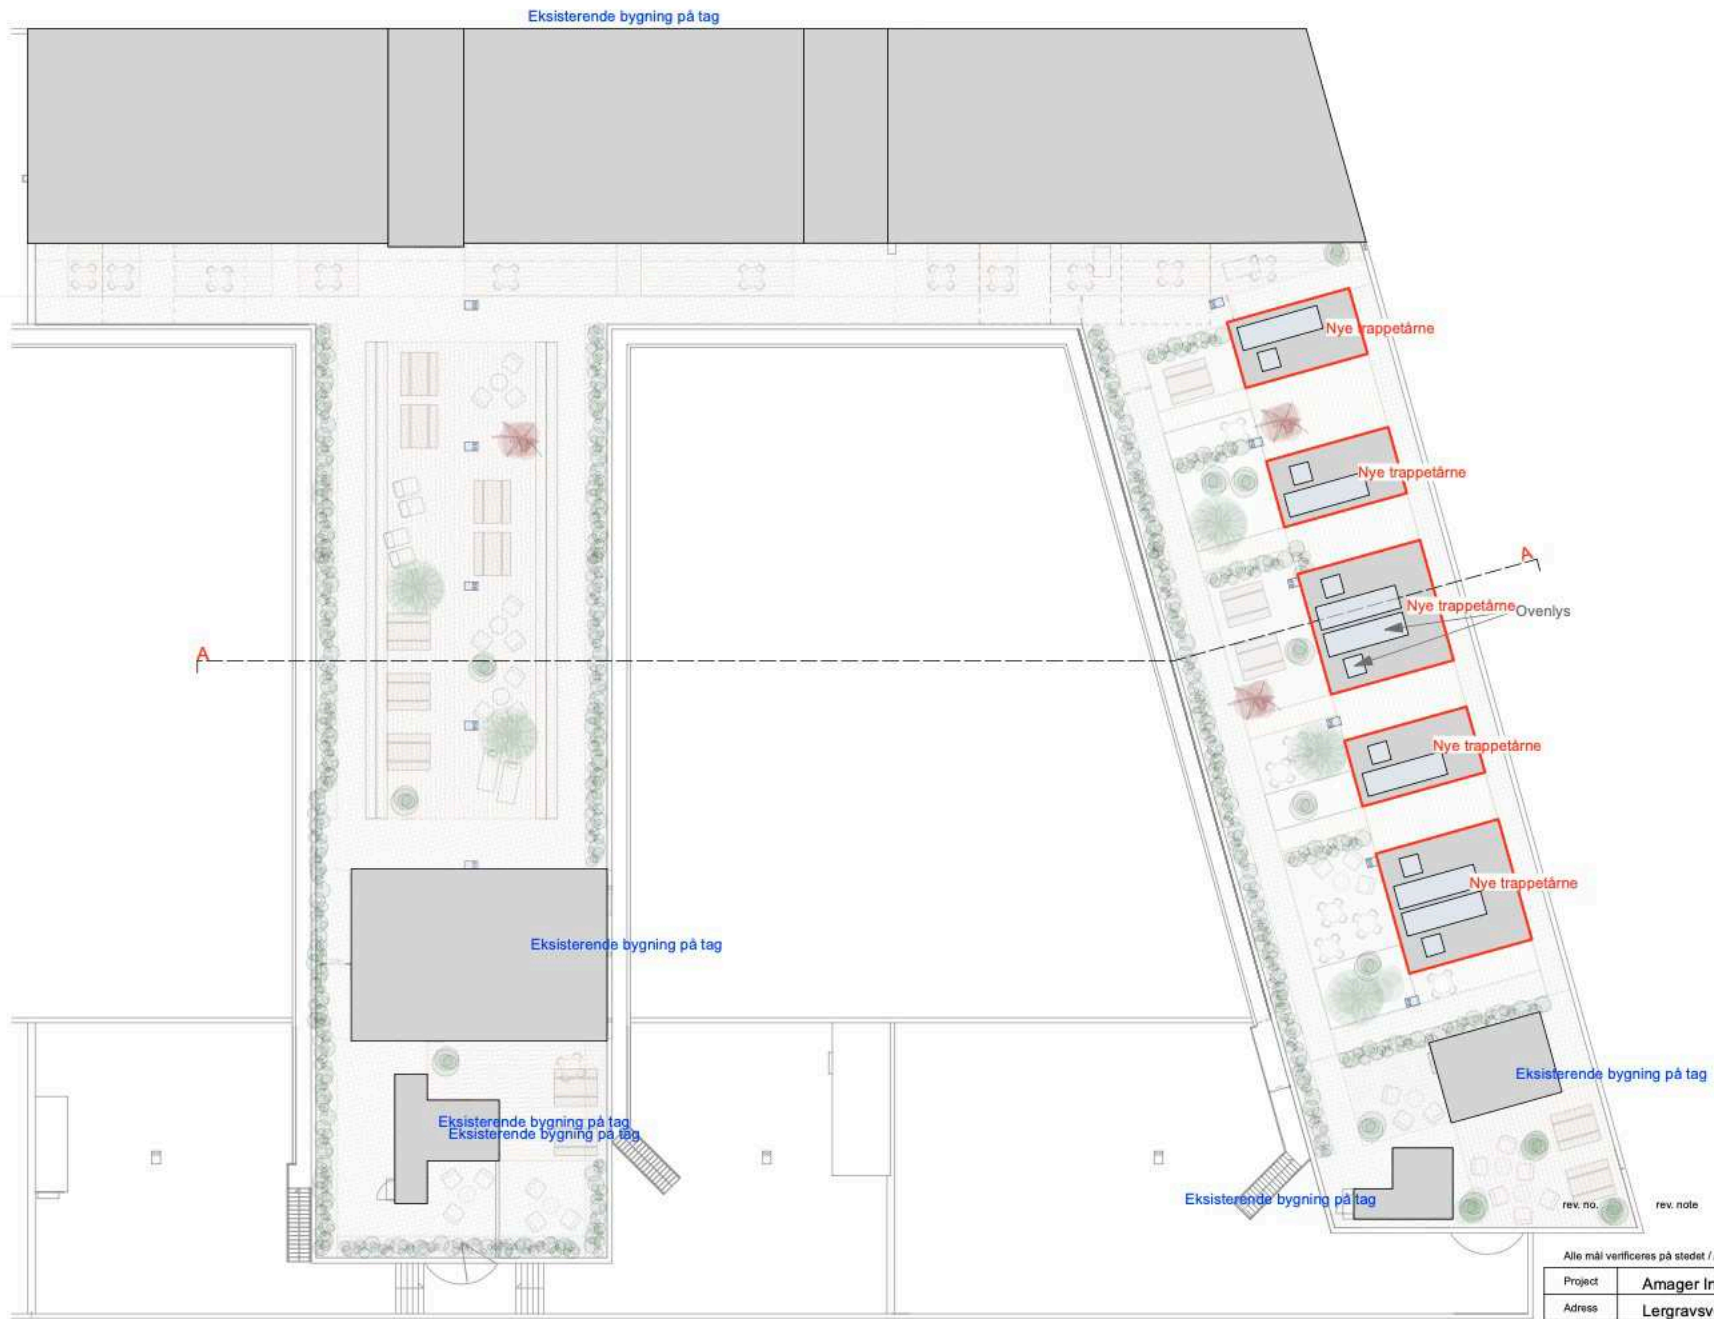 Eksisterende bygning på tag
Nye trappetårne
Nye trappetårne
A
Nye trappetårne
Ovenlys
A
Nye trappetårne
Nye trappetårne
Eksisterende bygning på tag
Eksisterende bygning på tag
Eksisterende bygning på tag
Eksisterende bygning på tag
Eksisterende bygning på tag
rev. no. rev. note
Alle mål verificeres på stedet /
Project Amager In
Adress Lergravsv